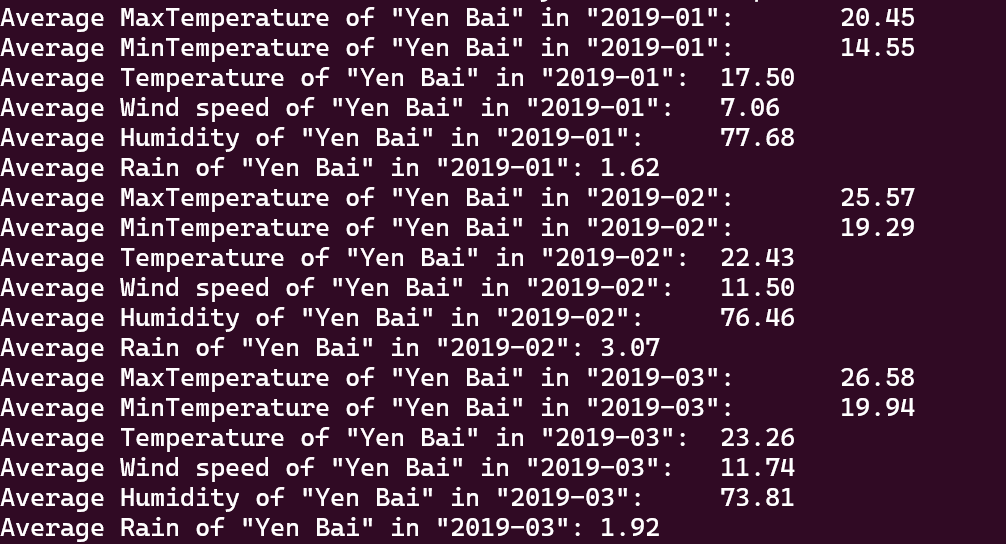 Average MaxTemperature of "Yen Bai" in "2019-01": 20.45
Average MinTemperature of "Yen Bai" in "2019-01": 14.55
Average Temperature of "Yen Bai" in "2019-01": 17.50
Average Wind speed of "Yen Bai" in "2019-01": 7.06
Average Humidity of "Yen Bai" in "2019-01": 77.68
Average Rain of "Yen Bai" in "2019-01": 1.62
Average MaxTemperature of "Yen Bai" in "2019-02": 25.57
Average MinTemperature of "Yen Bai" in "2019-02": 19.29
Average Temperature of "Yen Bai" in "2019-02": 22.43
Average Wind speed of "Yen Bai" in "2019-02": 11.50
Average Humidity of "Yen Bai" in "2019-02": 76.46
Average Rain of "Yen Bai" in "2019-02": 3.07
Average MaxTemperature of "Yen Bai" in "2019-03": 26.58
Average MinTemperature of "Yen Bai" in "2019-03": 19.94
Average Temperature of "Yen Bai" in "2019-03": 23.26
Average Wind speed of "Yen Bai" in "2019-03": 11.74
Average Humidity of "Yen Bai" in "2019-03": 73.81
Average Rain of "Yen Bai" in "2019-03": 1.92